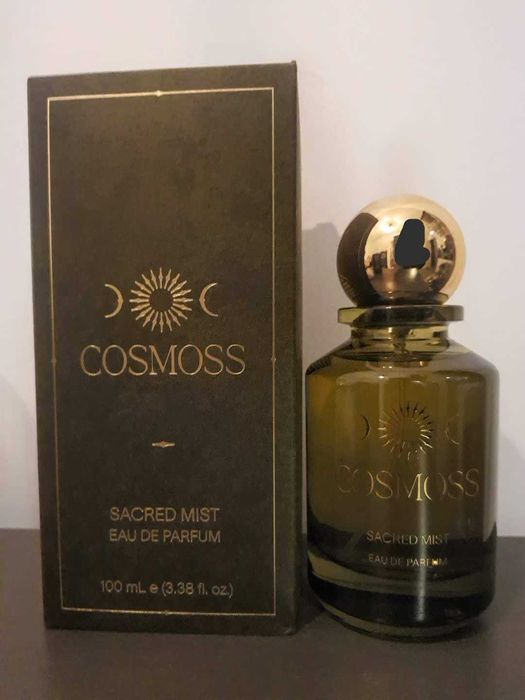 COSMOSS
SACRED MIST
EAU DE PARFUM
100 mL e (3.38 fl. oz.)
COSMOSS
SACRED MIST
EAU DE PARFUM